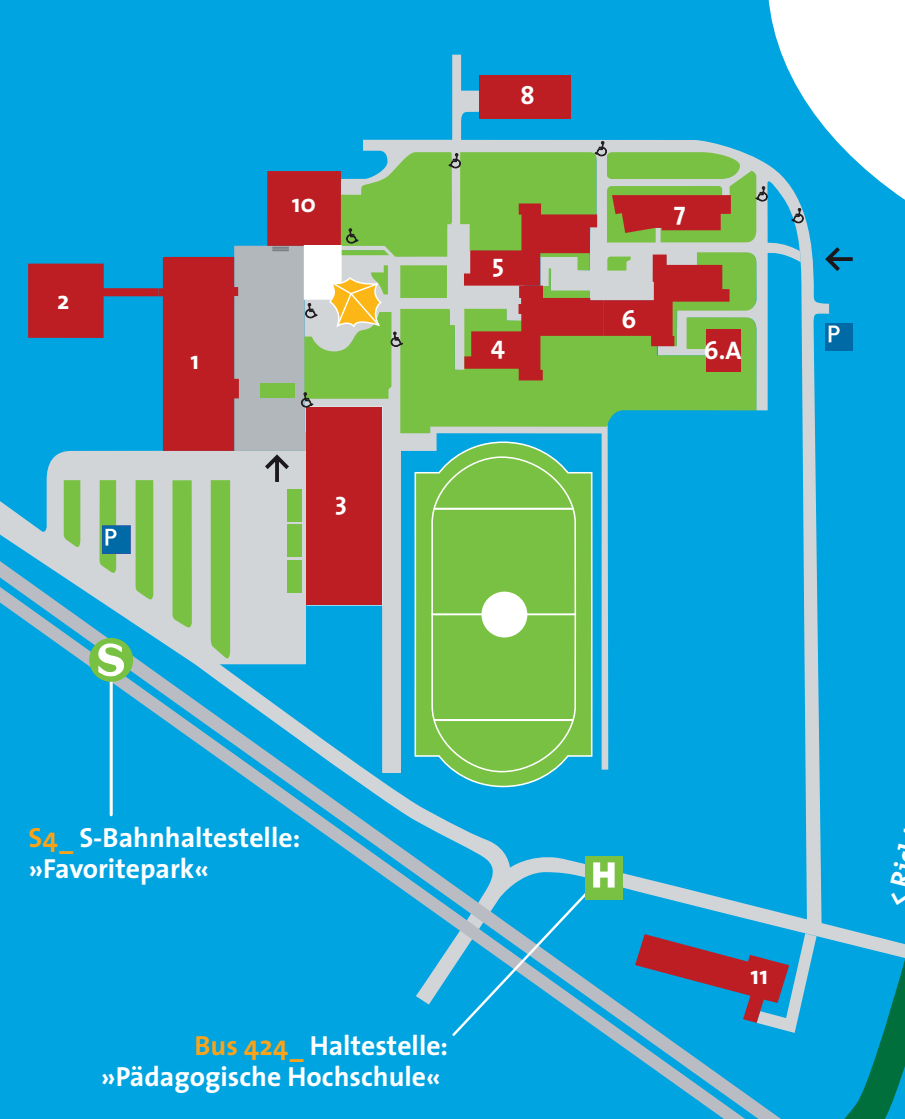 8
10
7
5
2
6
P
4
6.A
1
3
P
S
S4_ S-Bahnhaltestelle:
»Favoritepark«
H
11
Bus 424_ Haltestelle:
»Pädagogische Hochschule«